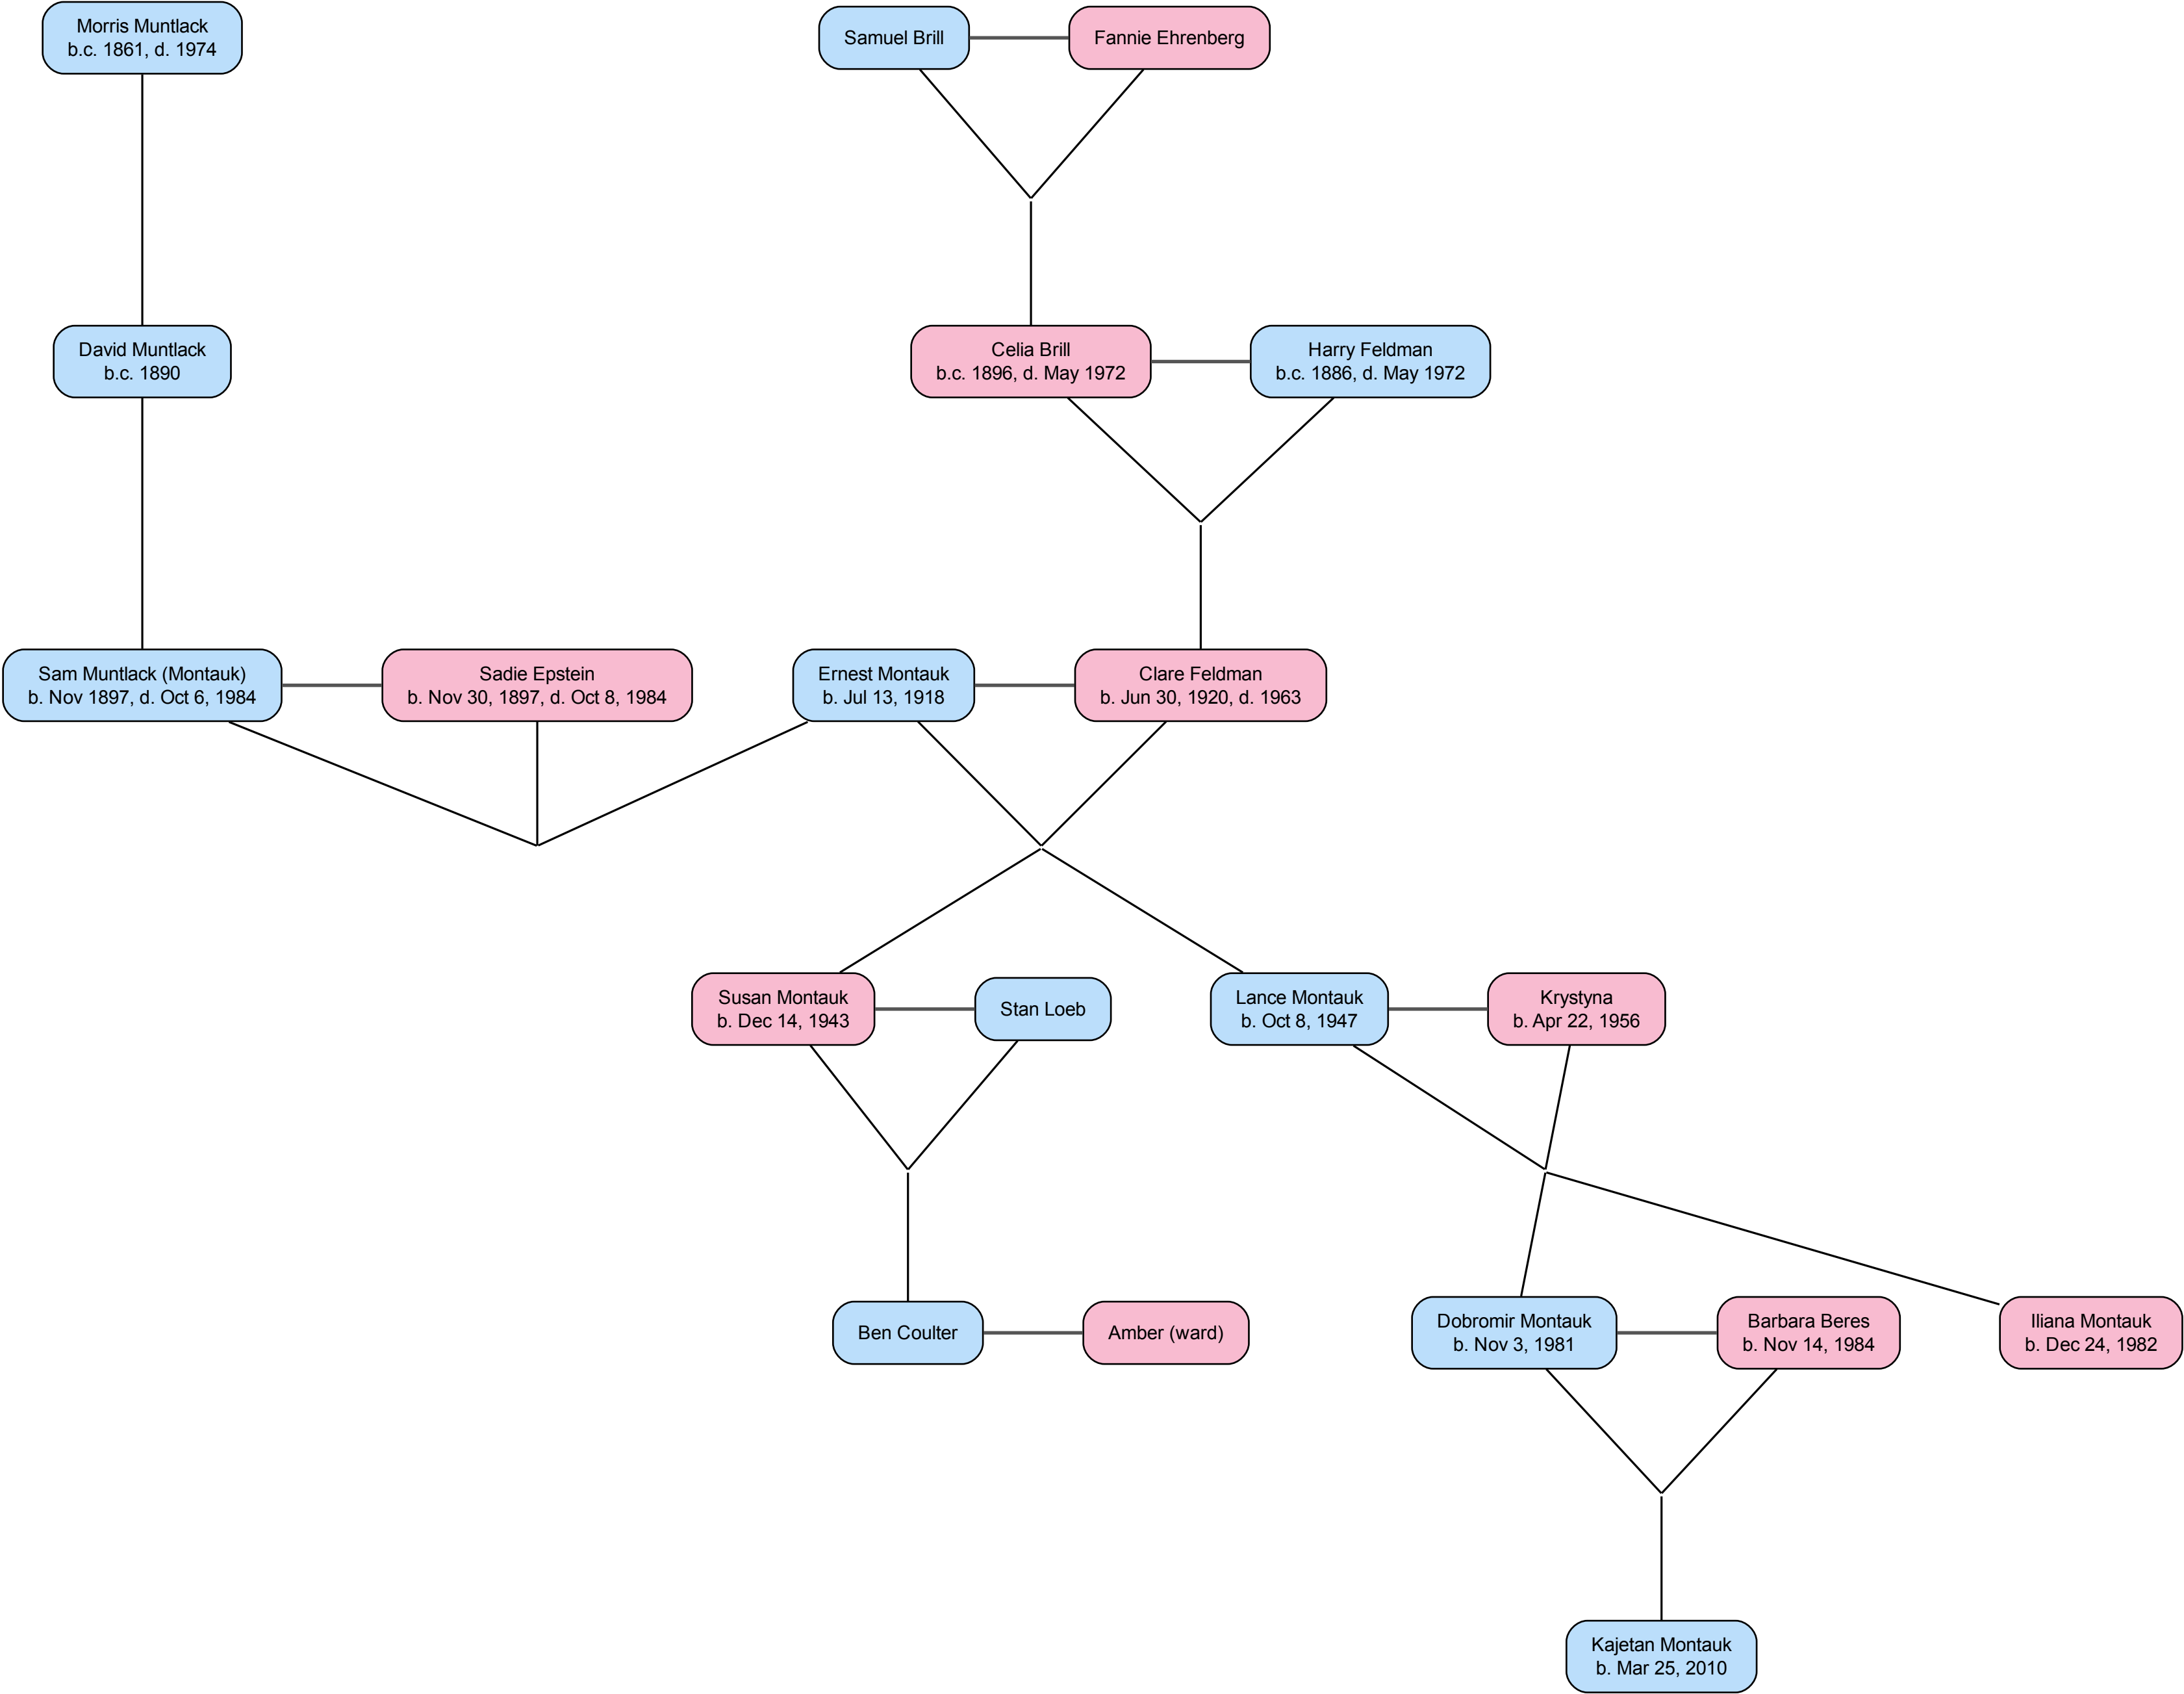 Morris Muntlack
b.c. 1861, d. 1974
Samuel Brill
Fannie Ehrenberg
David Muntlack
b.c. 1890
Celia Brill
b.c. 1896, d. May 1972
Harry Feldman
b.c. 1886, d. May 1972
Sam Muntlack (Montauk)
b. Nov 1897, d. Oct 6, 1984
Sadie Epstein
b. Nov 30, 1897, d. Oct 8, 1984
Ernest Montauk
b. Jul 13, 1918
Clare Feldman
b. Jun 30, 1920, d. 1963
Susan Montauk
b. Dec 14, 1943
Stan Loeb
Lance Montauk
b. Oct 8, 1947
Krystyna
b. Apr 22, 1956
Ben Coulter
Amber (ward)
Dobromir Montauk
b. Nov 3, 1981
Barbara Beres
b. Nov 14, 1984
Iliana Montauk
b. Dec 24, 1982
Kajetan Montauk
b. Mar 25, 2010